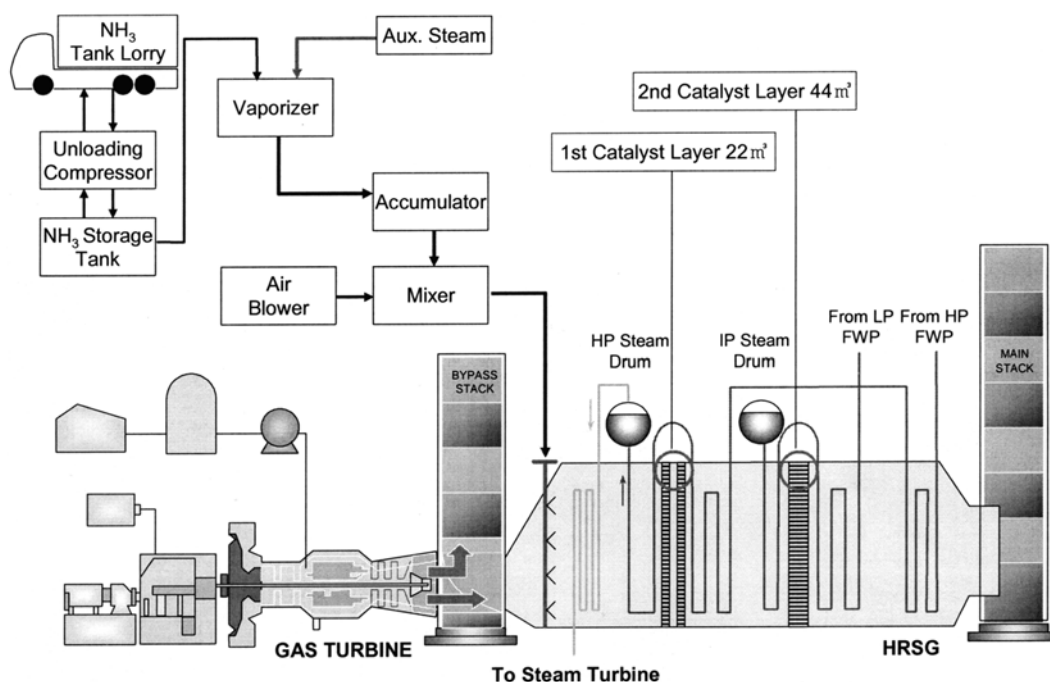 NH₃
Tank Lorry
Aux. Steam
Vaporizer
2nd Catalyst Layer 44㎥
1st Catalyst Layer 22㎥
Unloading
Compressor
Accumulator
NH₃ Storage
Tank
Air
Blower
Mixer
HP Steam
Drum
IP Steam
Drum
From LP
FWP
From HP
FWP
BYPASS
STACK
MAIN
STACK
GAS TURBINE
HRSG
To Steam Turbine